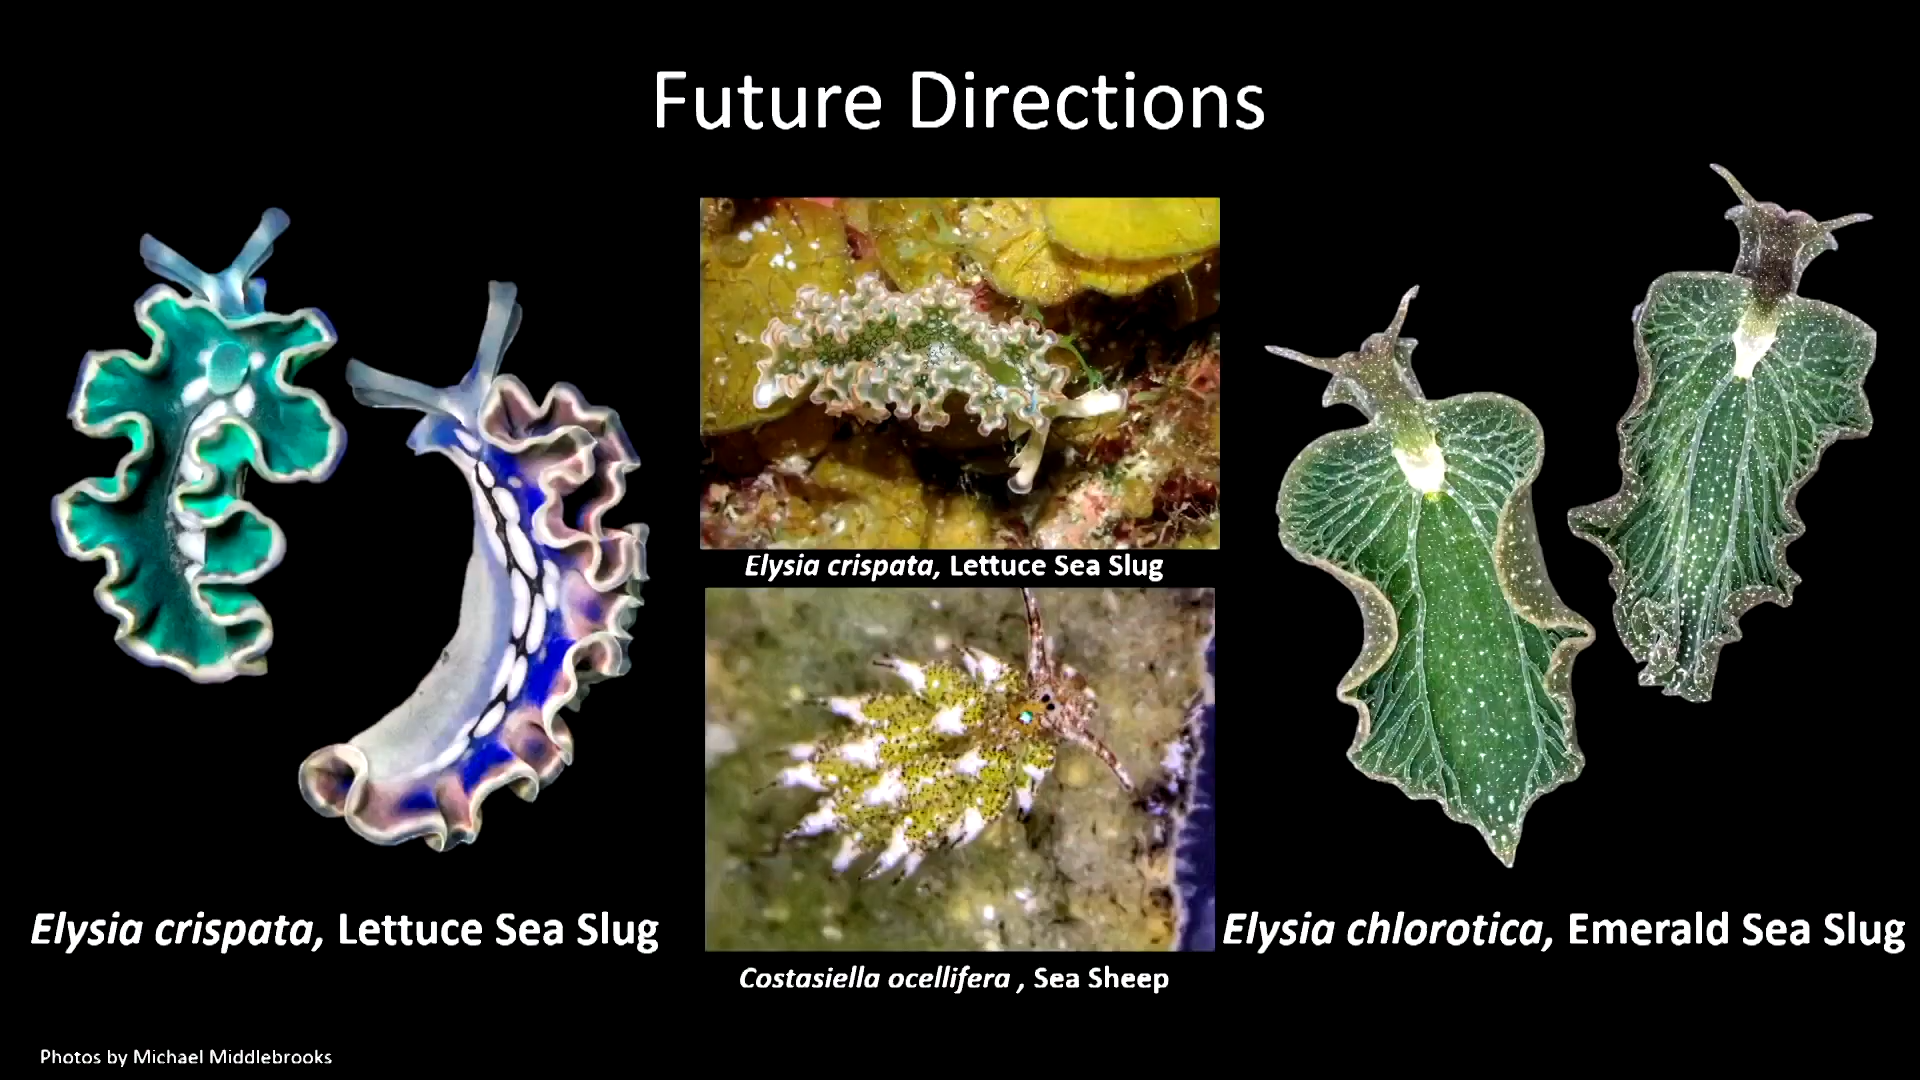 Future Directions
Elysia crispata, Lettuce Sea Slug
Elysia crispata, Lettuce Sea Slug
Elysia chlorotica, Emerald Sea Slug
Costasiella ocellifera , Sea Sheep
Photos by Michael Middlebrooks